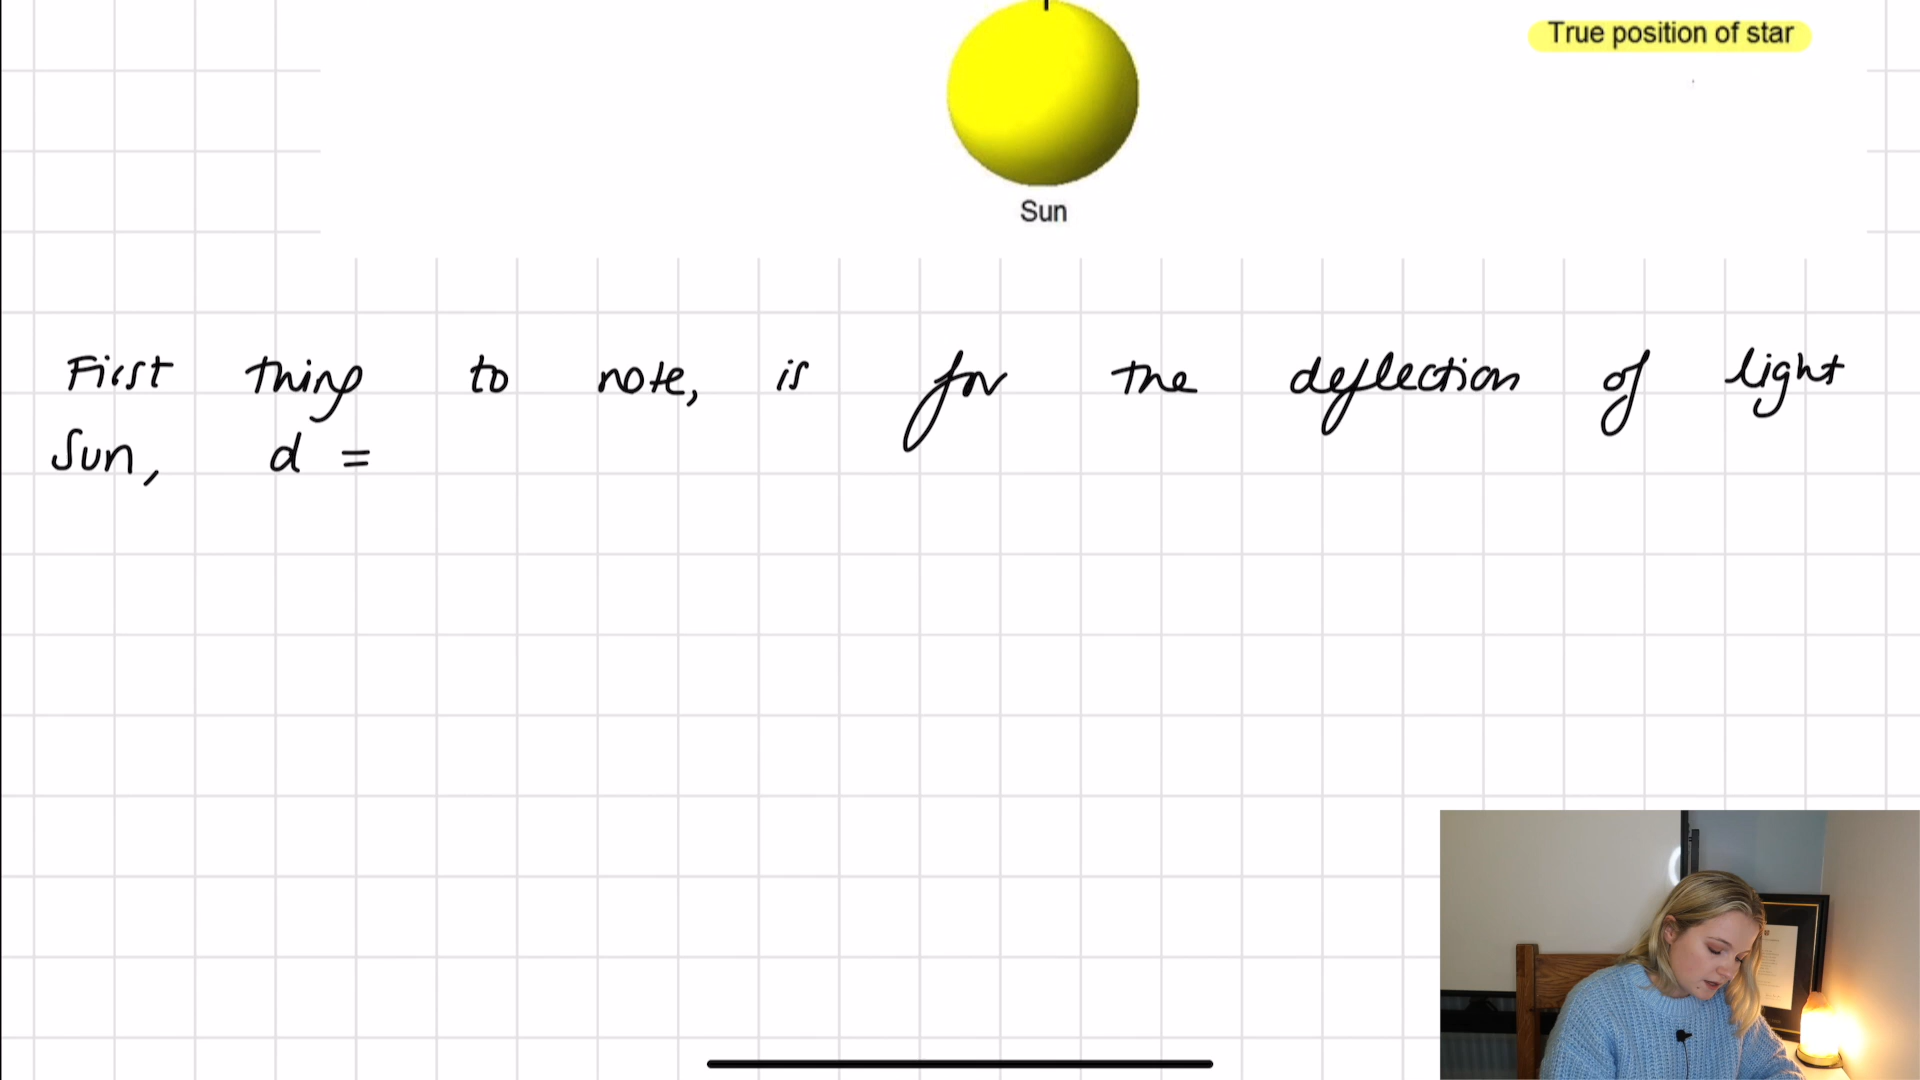 True position of star
Sun
First thing to note, is for the deflection of light
Sun, d =